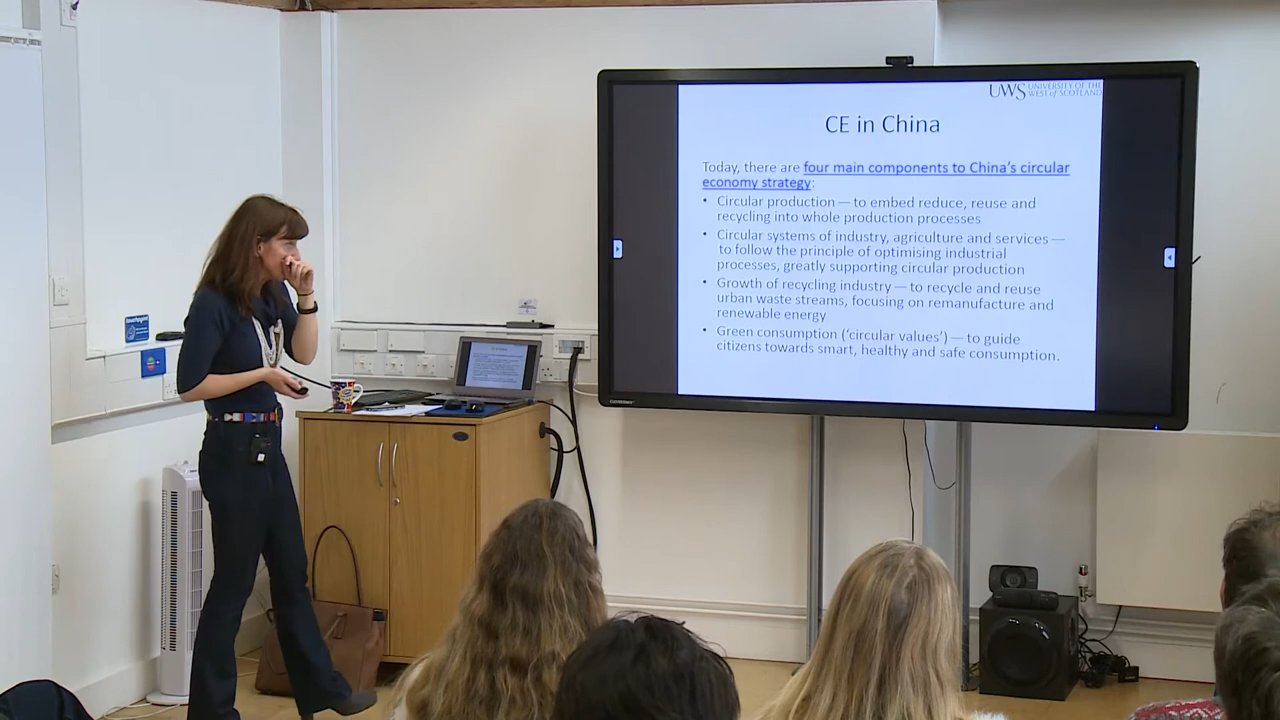 UWS UNIVERSITY OF THE
WEST of SCOTLAND
CE in China
Today, there are four main components to China's circular
economy strategy:
• Circular production — to embed reduce, reuse and
recycling into whole production processes
• Circular systems of industry, agriculture and services —
to follow the principle of optimising industrial
processes, greatly supporting circular production
• Growth of recycling industry — to recycle and reuse
urban waste streams, focusing on remanufacture and
renewable energy
• Green consumption ('circular values') — to guide
citizens towards smart, healthy and safe consumption.